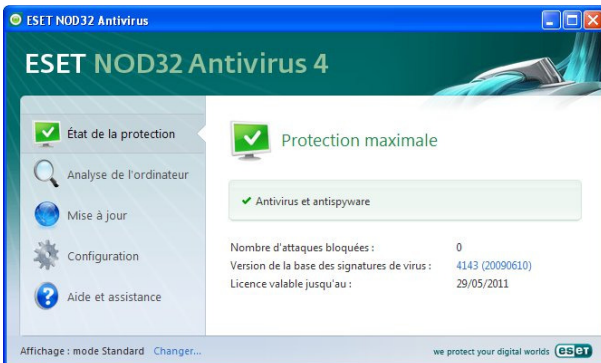 ESET NOD32 Antivirus
ESET NOD32 Antivirus 4
État de la protection
Analyse de l'ordinateur
Mise à jour
Configuration
Aide et assistance
Protection maximale
Antivirus et antispyware
Nombre d'attaques bloquées : 0
Version de la base des signatures de virus : 4143 (20090610)
Licence valable jusqu'au : 29/05/2011
Affichage : mode Standard Changer...
we protect your digital worlds eset